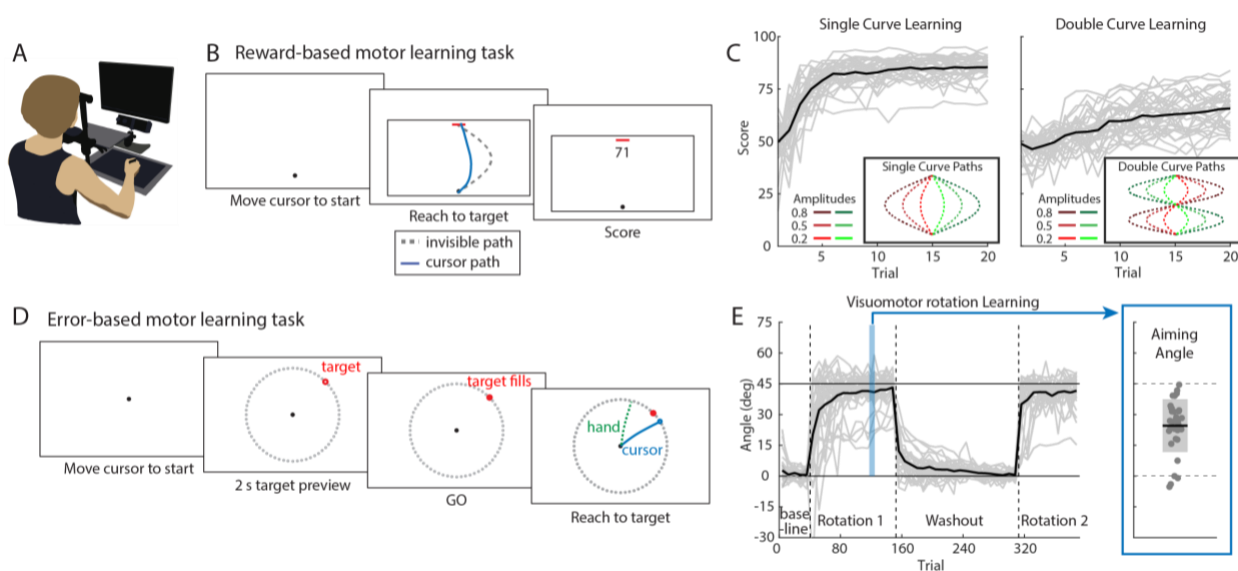 A
B Reward-based motor learning task
Move cursor to start
Reach to target
invisible path
cursor path
71
Score
C
Single Curve Learning
Double Curve Learning
100
75
50
25
0
Score
Single Curve Paths
Amplitudes
0.8
0.5
0.2
5
10
15
20
Trial
Double Curve Paths
Amplitudes
0.8
0.5
0.2
5
10
15
20
Trial
D Error-based motor learning task
Move cursor to start
target
2 s target preview
target fills
GO
hand
cursor
Reach to target
E
Visuomotor rotation Learning
75
60
45
30
15
0
-15
-30
Angle (deg)
base
-line
Rotation 1
Washout
Rotation 2
0
80
160
240
320
Trial
Aiming
Angle